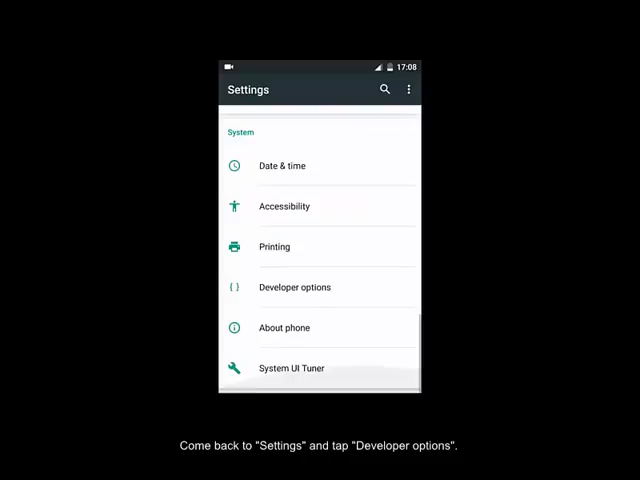 17:08
Settings
System
Date & time
Accessibility
Printing
{ } Developer options
About phone
System UI Tuner
Come back to "Settings" and tap "Developer options".